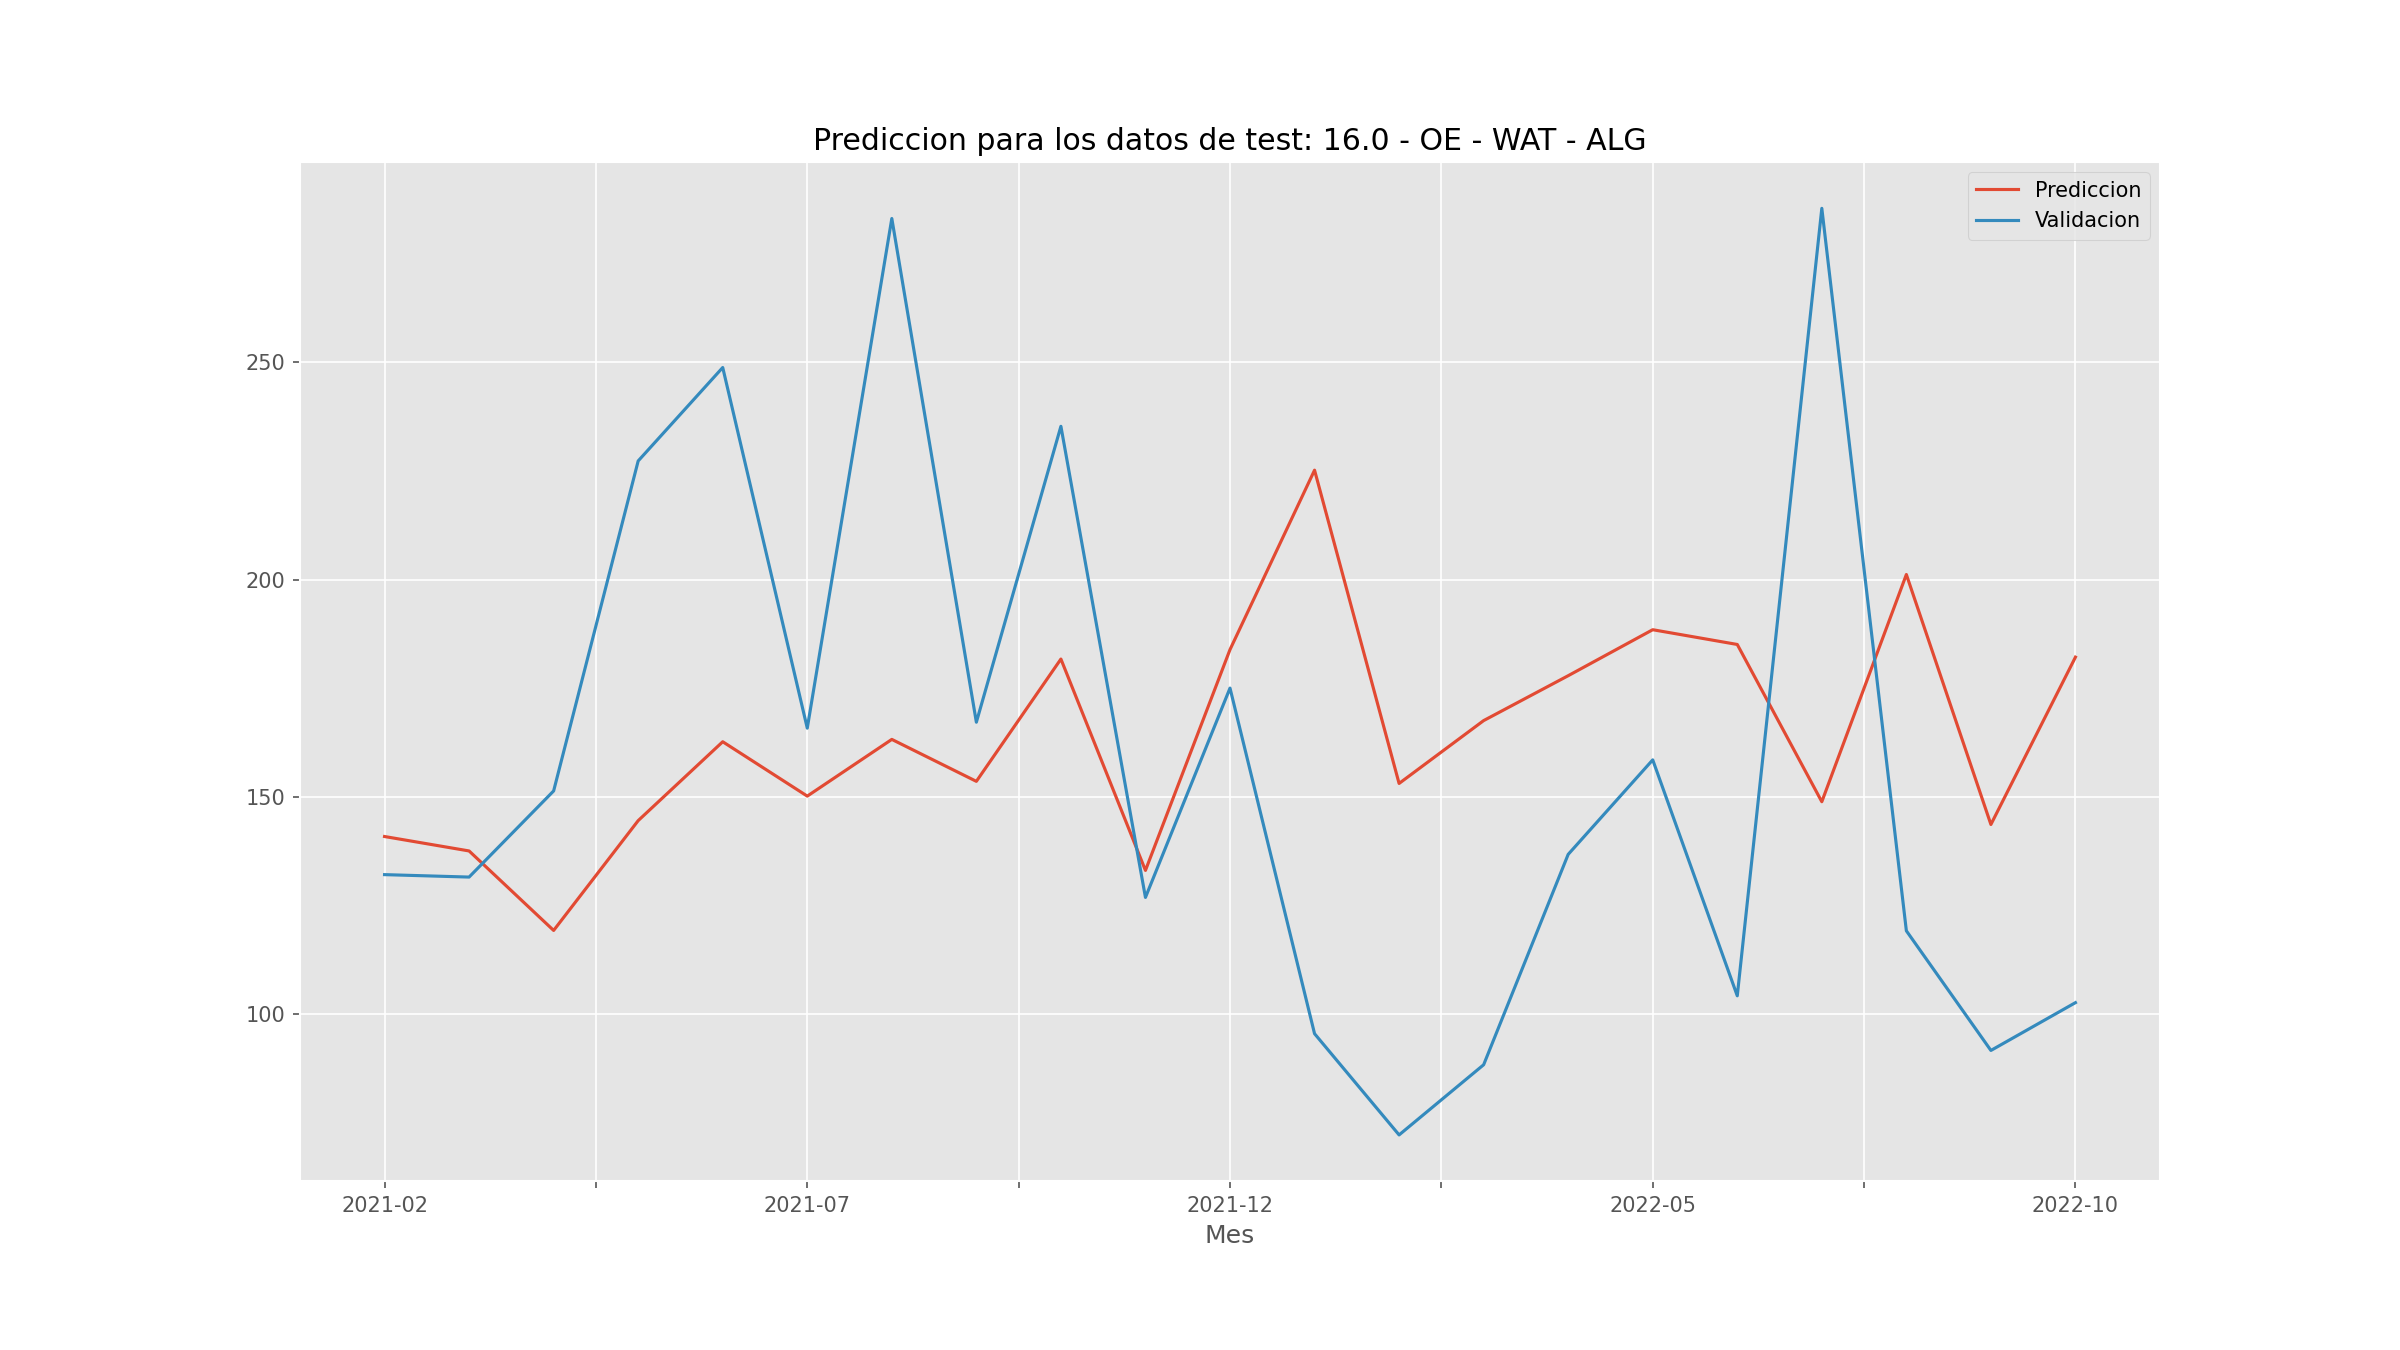 Prediccion para los datos de test: 16.0 - OE - WAT - ALG
Prediccion
Validacion
250
200
150
100
2021-02
2021-07
2021-12
2022-05
2022-10
Mes